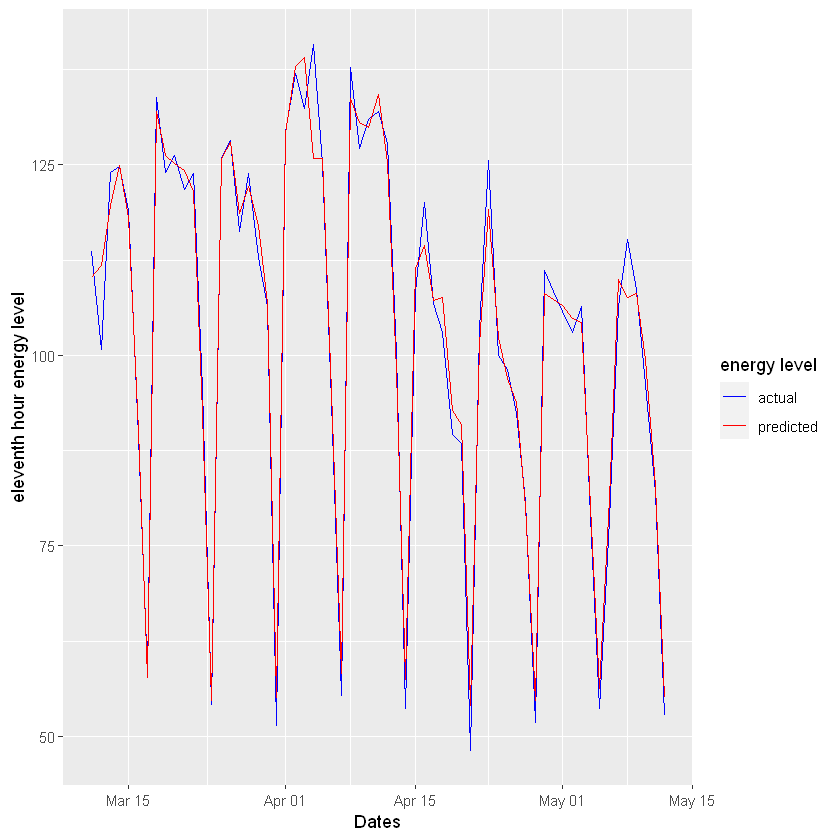 eleventh hour energy level
125
100
75
50
Mar 15
Apr 01
Apr 15
May 01
May 15
Dates
energy level
actual
predicted